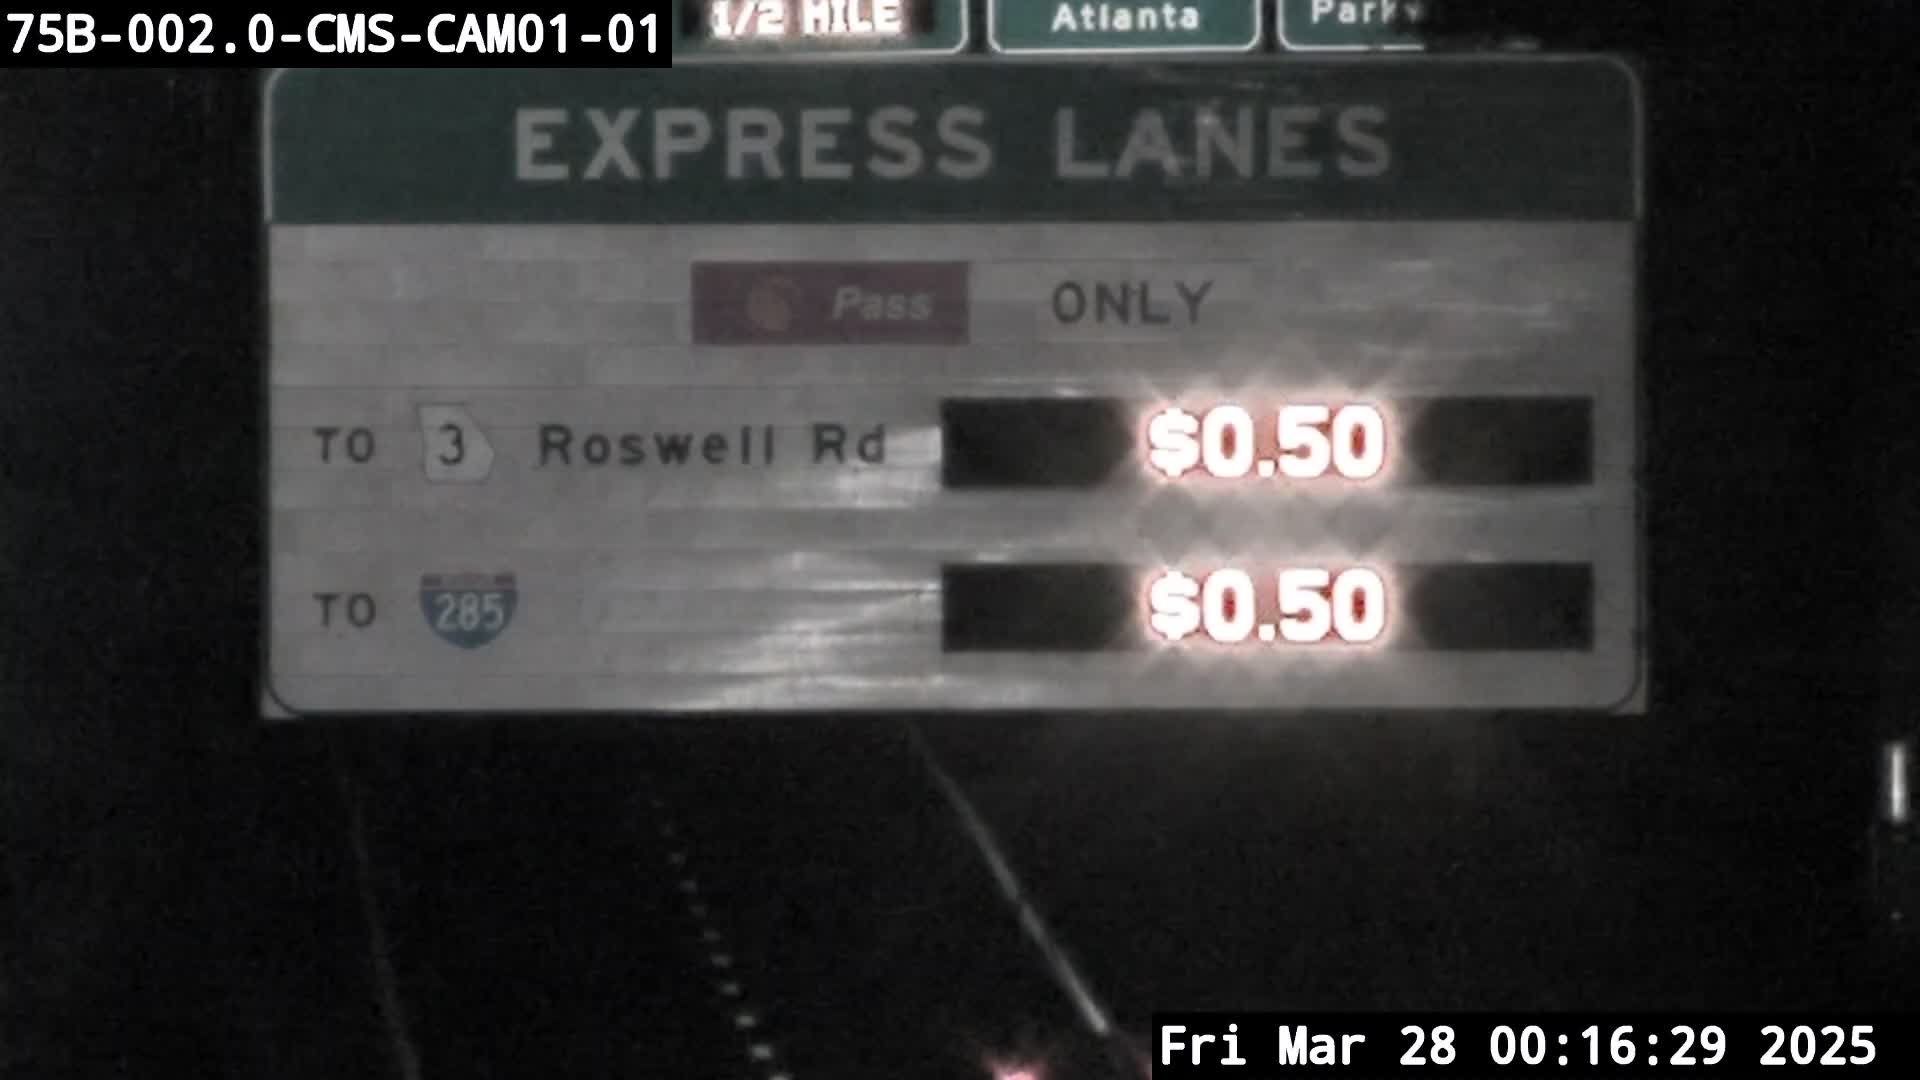 75B-002.0-CMS-CAM01-01
1/2 MILE
Atlanta
EXPRESS LANES
Pass ONLY
TO 3 Roswell Rd $0.50
TO 285 $0.50
Fri Mar 28 00:16:29 2025